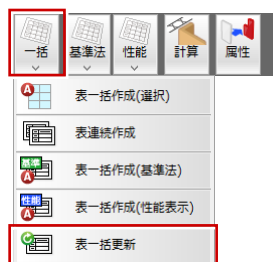 一括
基準法
性能
計算
属性
A
表一括作成(選択)
表連続作成
基準
A
表一括作成(基準法)
性能
A
表一括作成(性能表示)
表一括更新